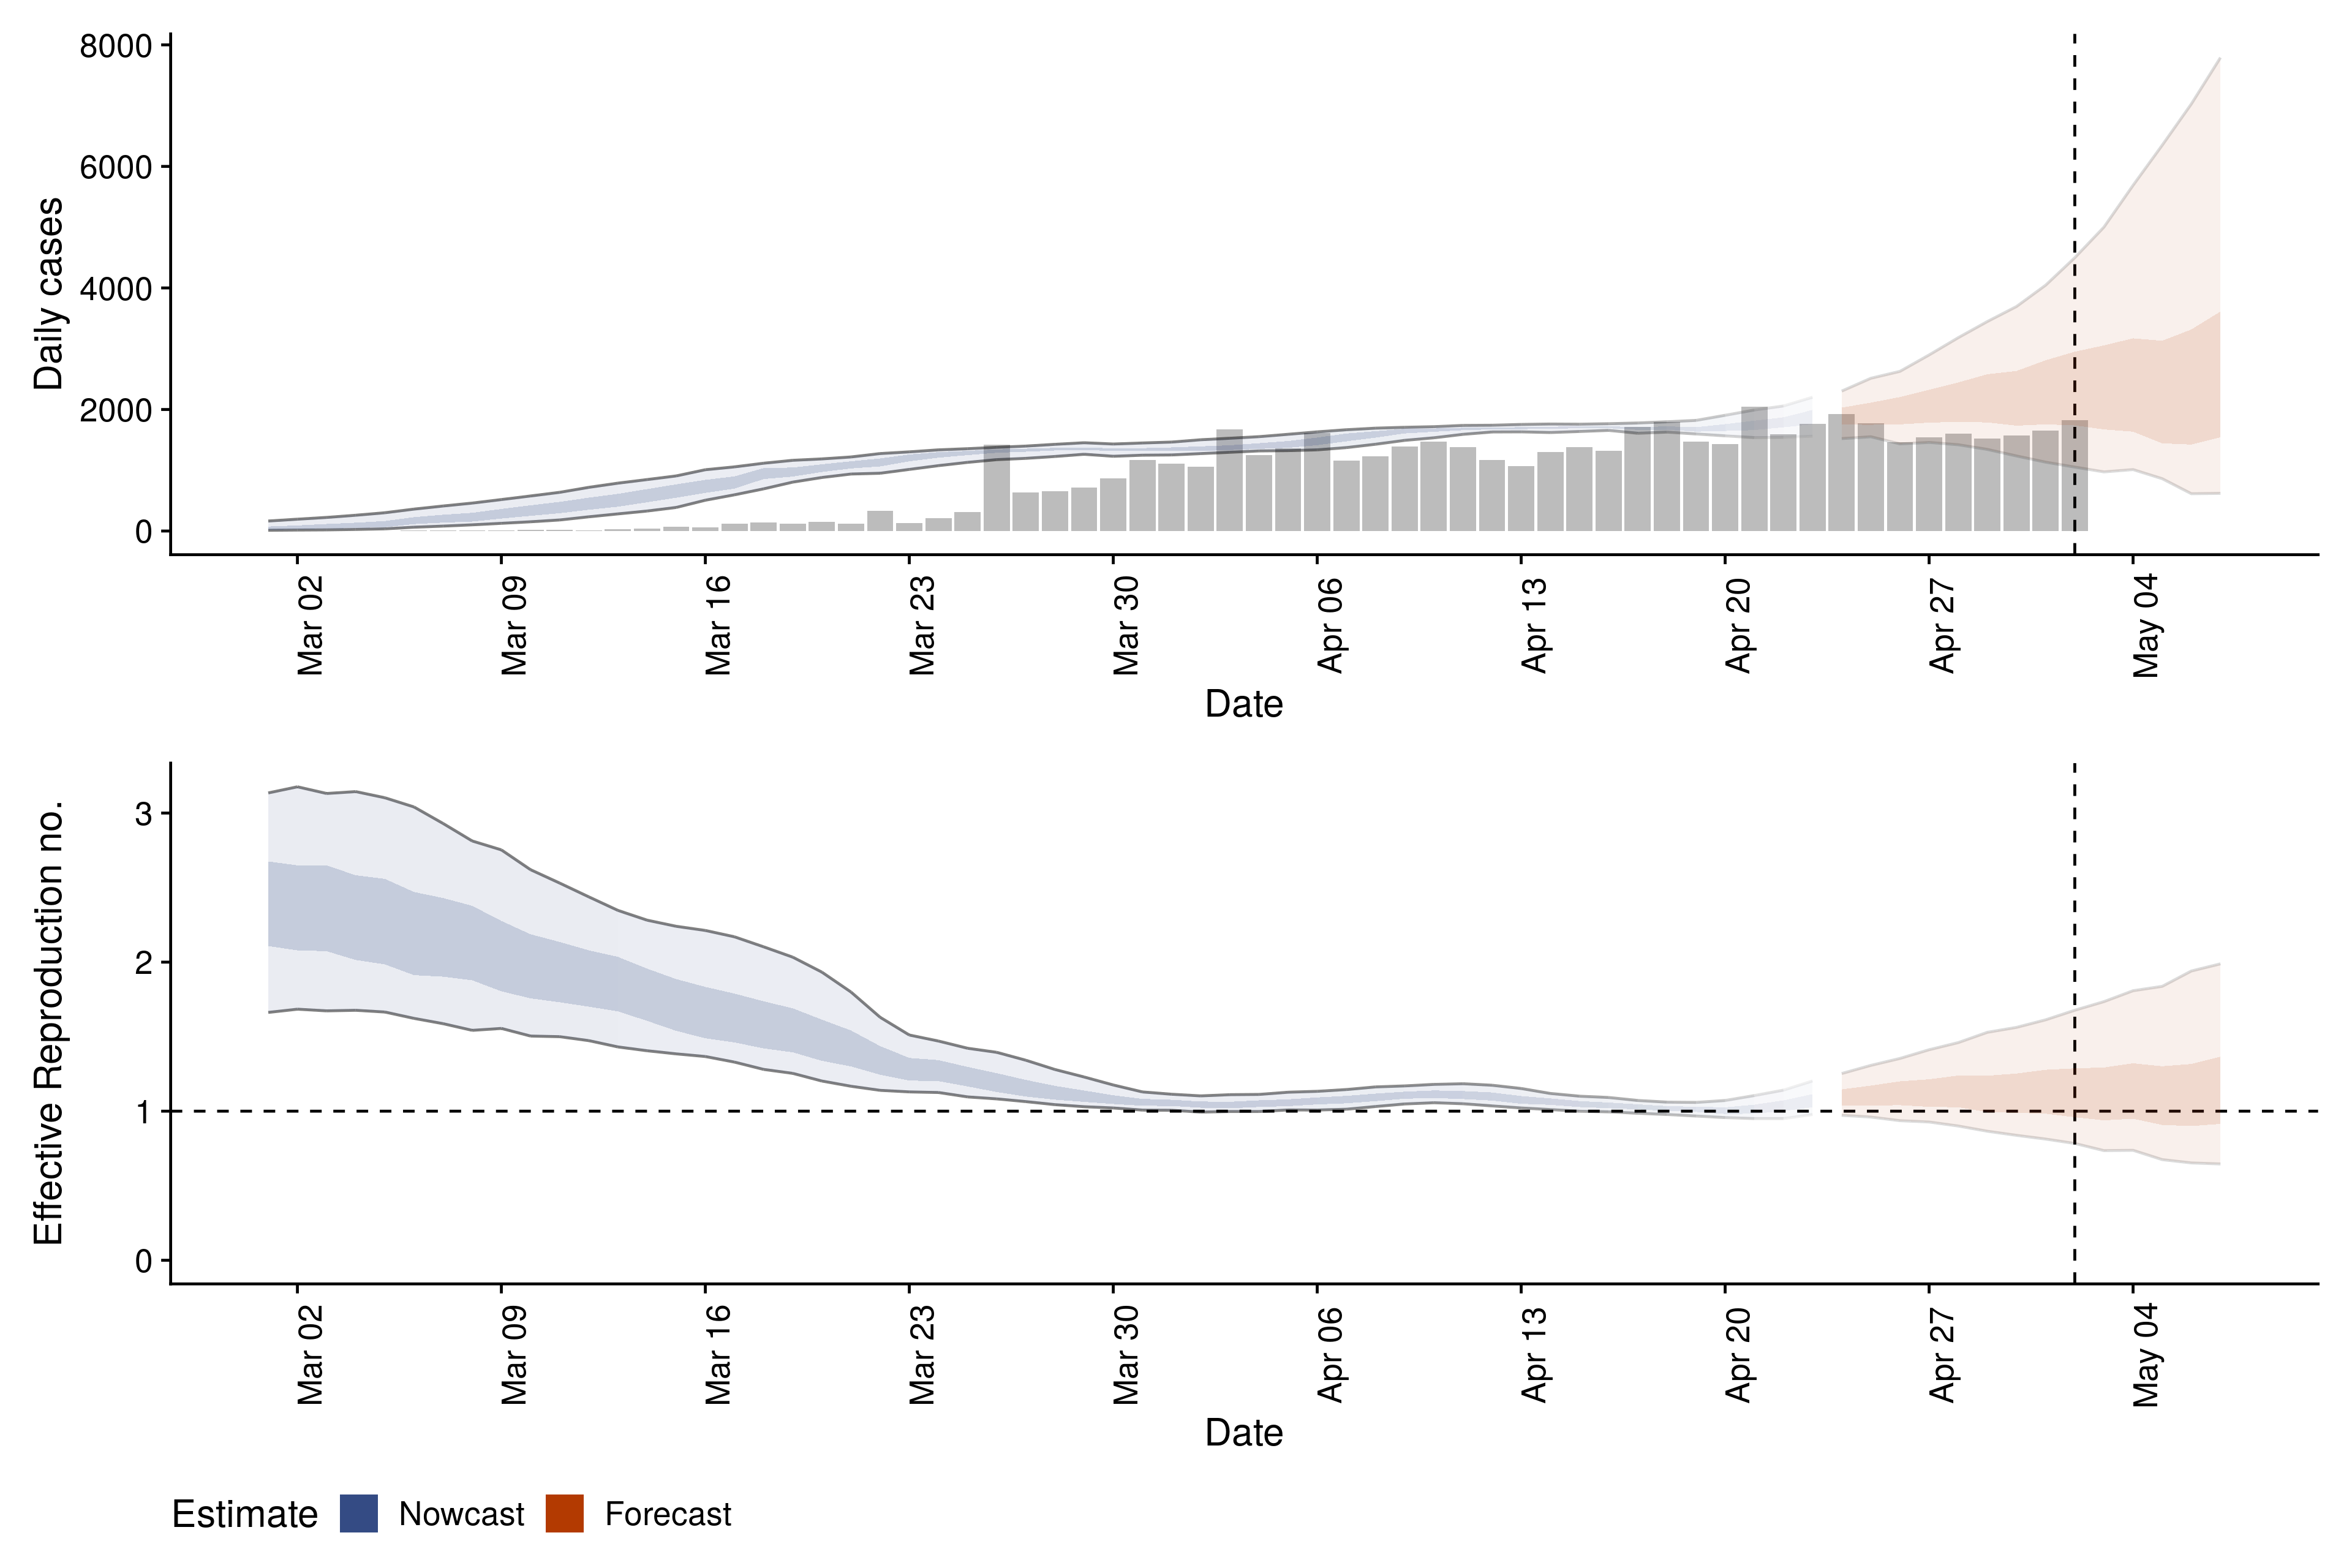 8000
6000
4000
2000
0
Daily cases
Mar 02
Mar 09
Mar 16
Mar 23
Mar 30
Apr 06
Apr 13
Apr 20
Apr 27
May 04
Date
3
2
1
0
Effective Reproduction no.
Mar 02
Mar 09
Mar 16
Mar 23
Mar 30
Apr 06
Apr 13
Apr 20
Apr 27
May 04
Date
Estimate Nowcast Forecast